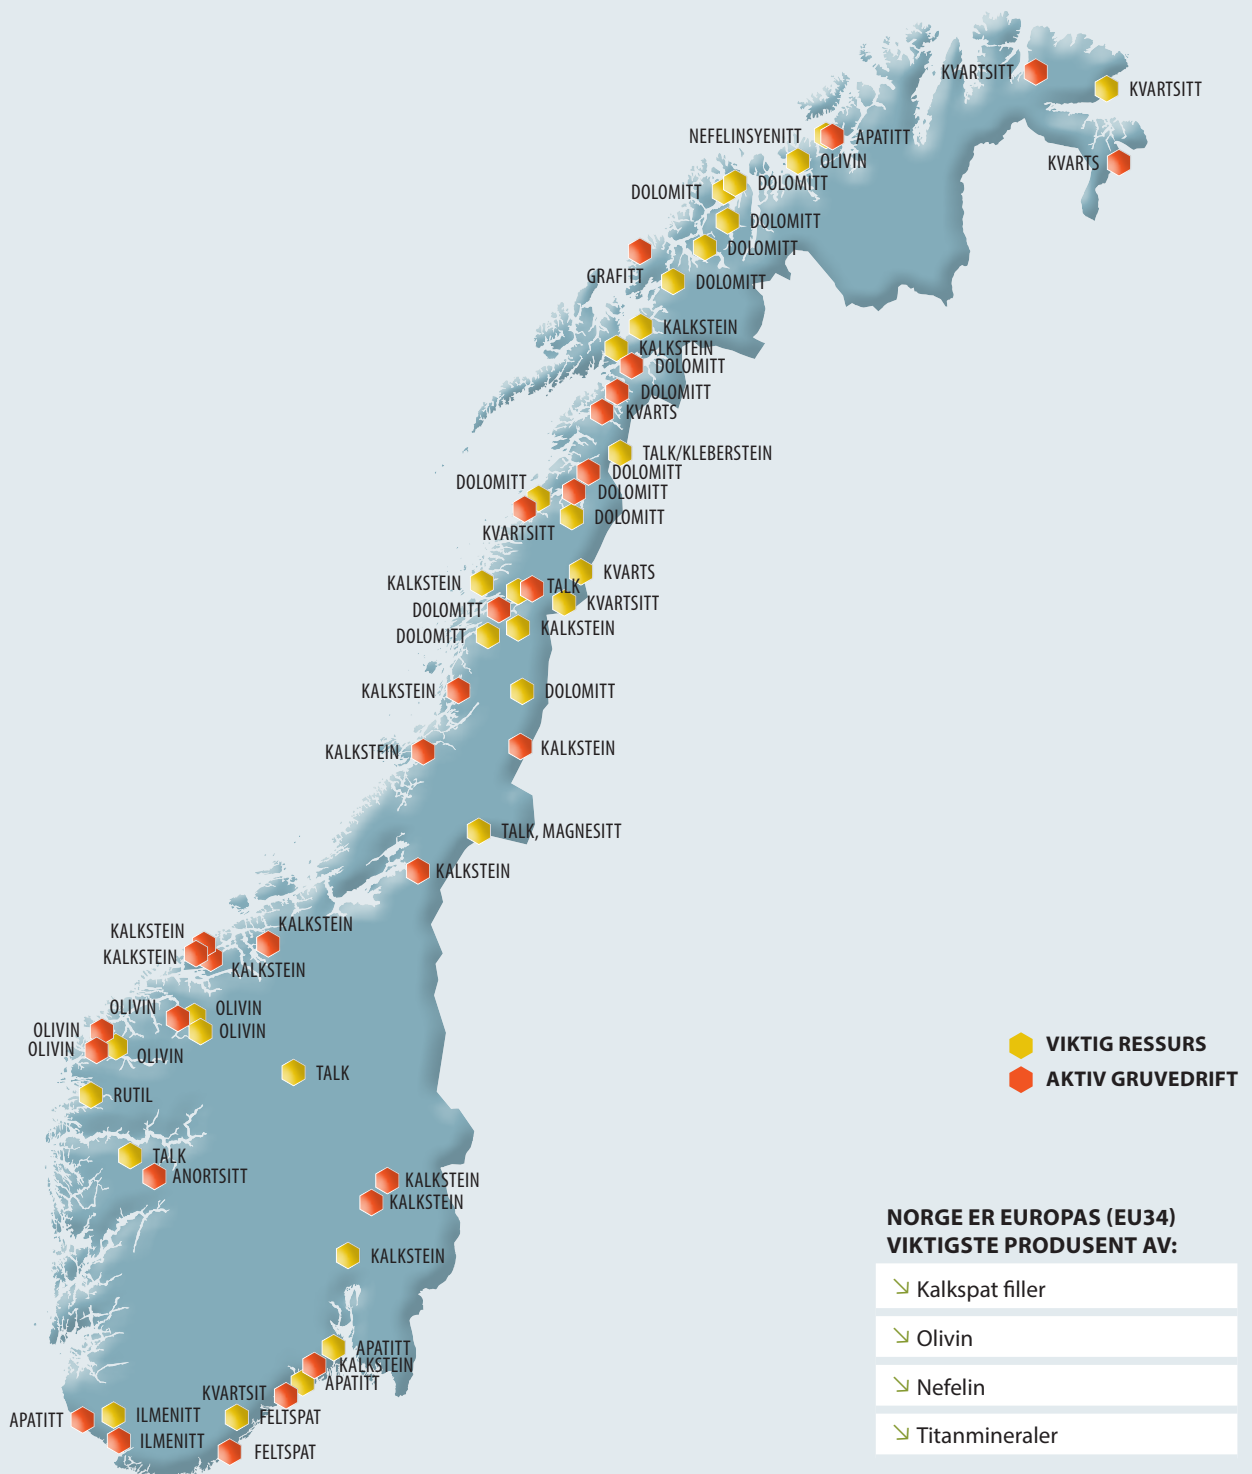 KVARTSITT
KVARTSITT
NEFELINSYENITT
APATITT
OLIVIN
KVARTS
DOLOMITT
DOLOMITT
DOLOMITT
DOLOMITT
GRAFITT
DOLOMITT
KALKSTEIN
KALKSTEIN
DOLOMITT
DOLOMITT
KVARTS
TALK/KLEBERSTEIN
DOLOMITT
DOLOMITT
DOLOMITT
DOLOMITT
KVARTSITT
KVARTS
KALKSTEIN
TALK
KVARTSITT
DOLOMITT
KALKSTEIN
DOLOMITT
KALKSTEIN
DOLOMITT
KALKSTEIN
KALKSTEIN
TALK, MAGNESITT
KALKSTEIN
KALKSTEIN
KALKSTEIN
KALKSTEIN
KALKSTEIN
OLIVIN
OLIVIN
OLIVIN
OLIVIN
OLIVIN
OLIVIN
TALK
RUTIL
TALK
ANORTSITT
KALKSTEIN
KALKSTEIN
KALKSTEIN
APATITT
KALKSTEIN
APATITT
KVARTSIT
FELTSPAT
APATITT
ILMENITT
ILMENITT
FELTSPAT
VIKTIG RESSURS
AKTIV GRUVEDRIFT
NORGE ER EUROPAS (EU34)
VIKTIGSTE PRODUSENT AV:
Kalkspat filler
Olivin
Nefelin
Titanmineraler